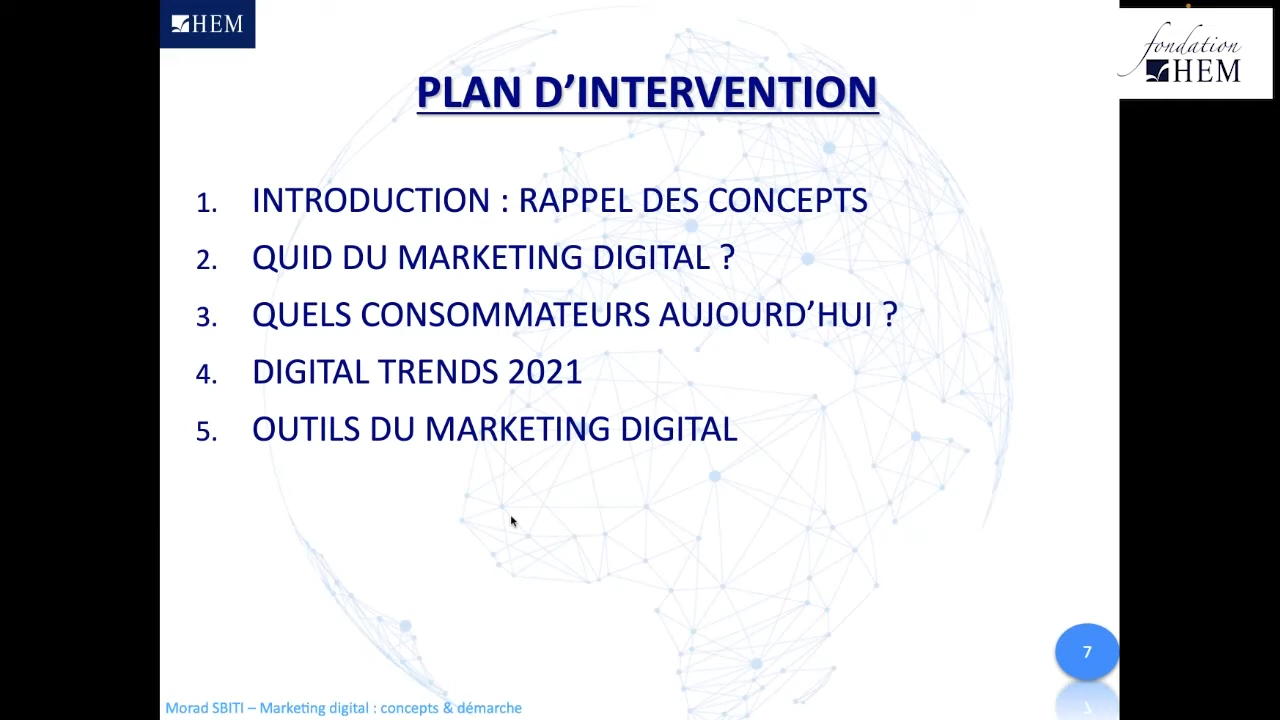 HEM
fondation
HEM
PLAN D’INTERVENTION
1. INTRODUCTION : RAPPEL DES CONCEPTS
2. QUID DU MARKETING DIGITAL ?
3. QUELS CONSOMMATEURS AUJOURD’HUI ?
4. DIGITAL TRENDS 2021
5. OUTILS DU MARKETING DIGITAL
7
Morad SBITI – Marketing digital : concepts & démarche